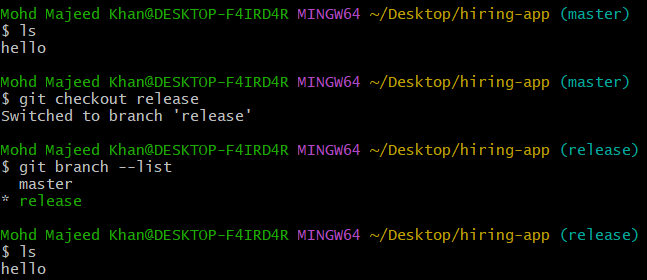 Mohd Majeed Khan@DESKTOP-F4IRD4R MINGW64 ~/Desktop/hiring-app (master)
$ ls
hello
Mohd Majeed Khan@DESKTOP-F4IRD4R MINGW64 ~/Desktop/hiring-app (master)
$ git checkout release
Switched to branch 'release'
Mohd Majeed Khan@DESKTOP-F4IRD4R MINGW64 ~/Desktop/hiring-app (release)
$ git branch --list
  master
* release
Mohd Majeed Khan@DESKTOP-F4IRD4R MINGW64 ~/Desktop/hiring-app (release)
$ ls
hello